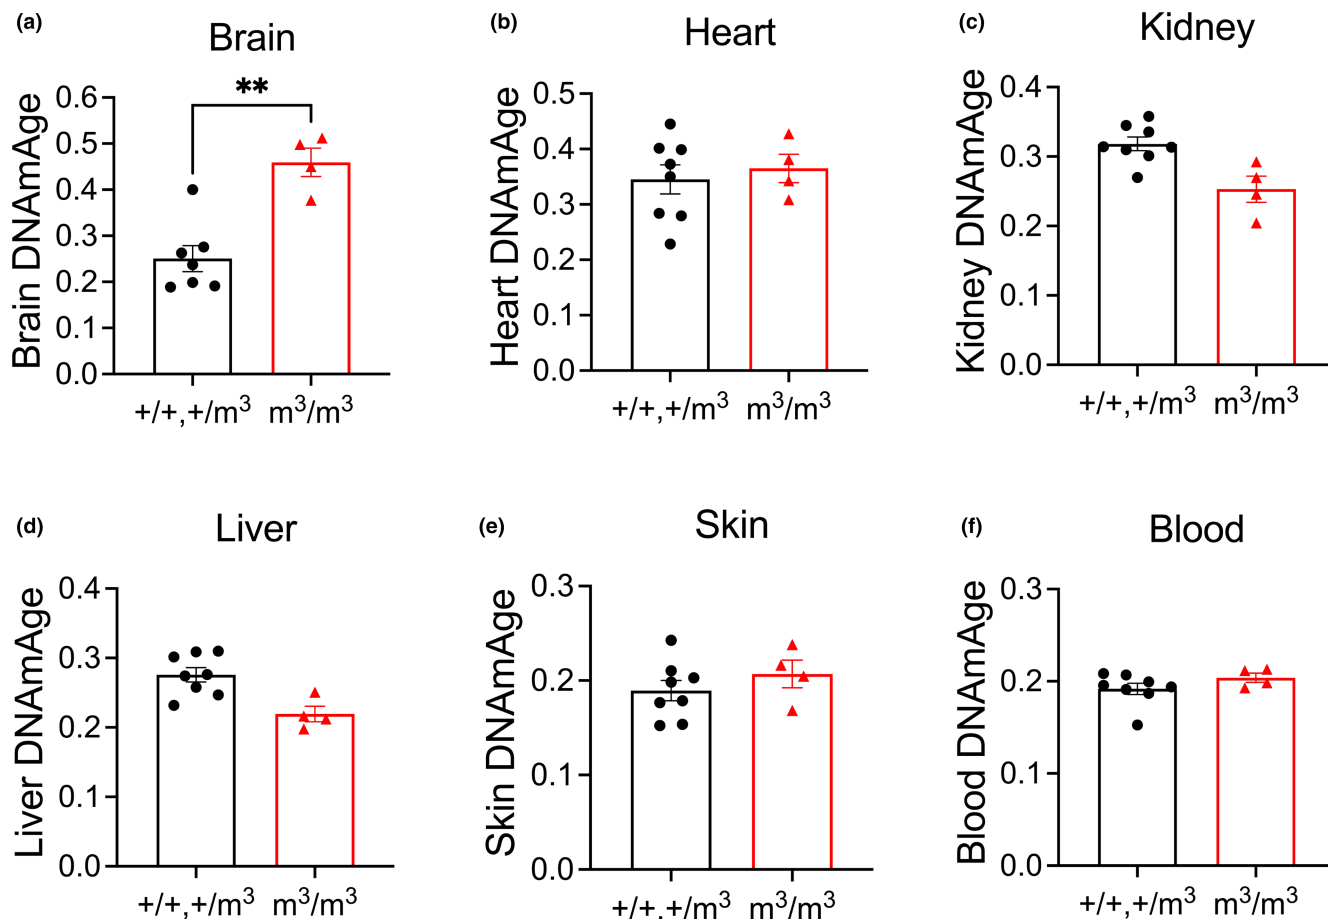 (a)
Brain
Brain DNAmAge
**
0.6
0.5
0.4
0.3
0.2
0.1
0.0
+/+,+/m³
m³/m³
(b)
Heart
Heart DNAmAge
0.5
0.4
0.3
0.2
0.1
0.0
+/+,+/m³
m³/m³
(c)
Kidney
Kidney DNAmAge
0.4
0.3
0.2
0.1
0.0
+/+,+/m³
m³/m³
(d)
Liver
Liver DNAmAge
0.4
0.3
0.2
0.1
0.0
+/+,+/m³
m³/m³
(e)
Skin
Skin DNAmAge
0.3
0.2
0.1
0.0
+/+,+/m³
m³/m³
(f)
Blood
Blood DNAmAge
0.3
0.2
0.1
0.0
+/+,+/m³
m³/m³